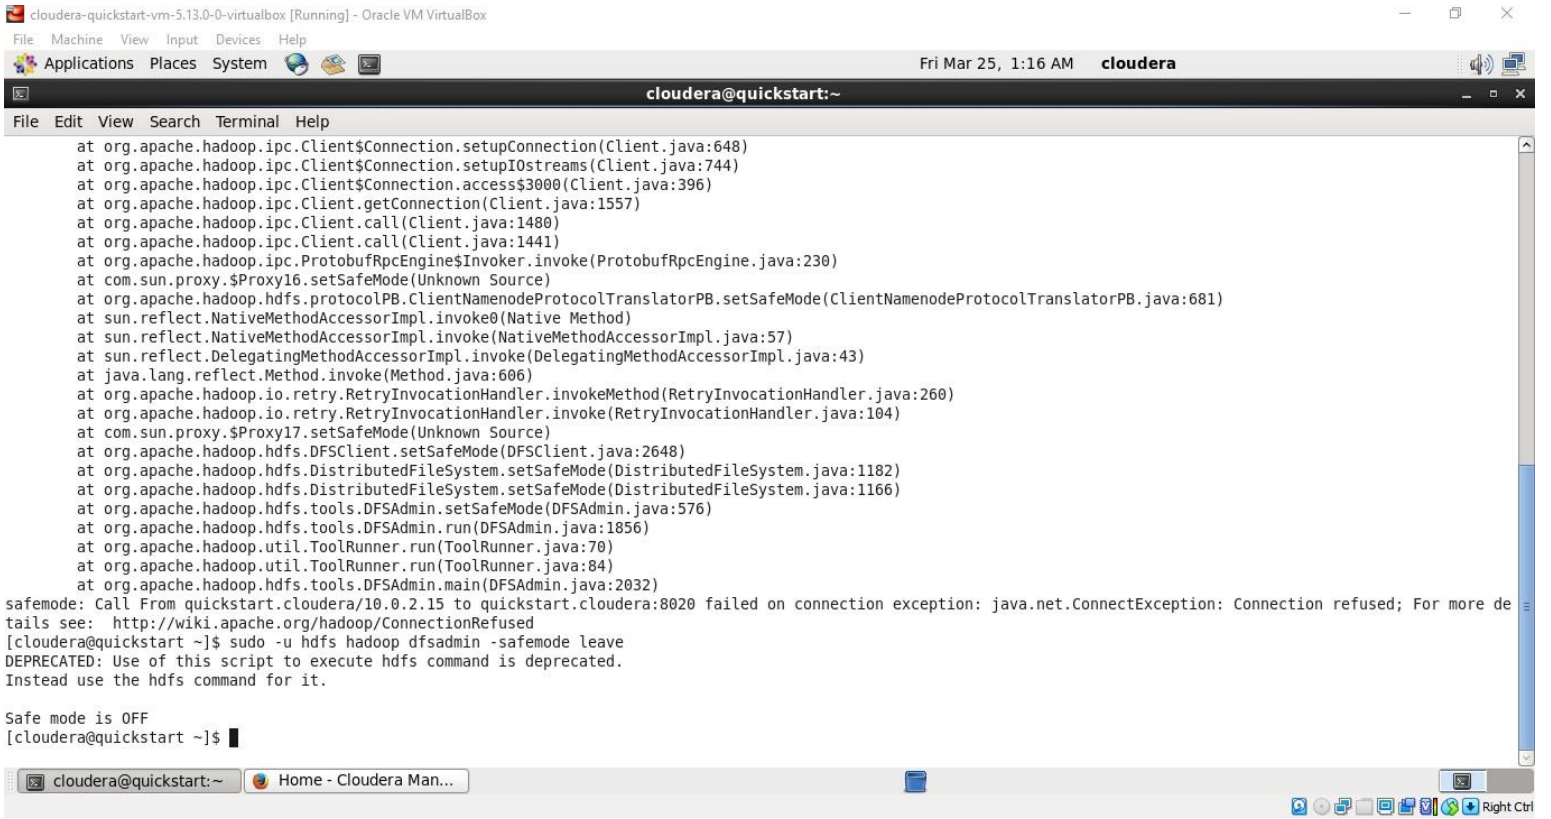 cloudera-quickstart-vm-5.13.0-0-virtualbox [Running] - Oracle VM VirtualBox
File Machine View Input Devices Help
Applications Places System Fri Mar 25, 1:16 AM cloudera
cloudera@quickstart:~
File Edit View Search Terminal Help
at org.apache.hadoop.ipc.Client$Connection.setupConnection(Client.java:648)
at org.apache.hadoop.ipc.Client$Connection.setupIOstreams(Client.java:744)
at org.apache.hadoop.ipc.Client$Connection.access$3000(Client.java:396)
at org.apache.hadoop.ipc.Client.getConnection(Client.java:1557)
at org.apache.hadoop.ipc.Client.call(Client.java:1480)
at org.apache.hadoop.ipc.Client.call(Client.java:1441)
at org.apache.hadoop.ipc.ProtobufRpcEngine$Invoker.invoke(ProtobufRpcEngine.java:230)
at com.sun.proxy.$Proxy16.setSafeMode(Unknown Source)
at org.apache.hadoop.hdfs.protocolPB.ClientNamenodeProtocolTranslatorPB.setSafeMode(ClientNamenodeProtocolTranslatorPB.java:681)
at sun.reflect.NativeMethodAccessorImpl.invoke0(Native Method)
at sun.reflect.NativeMethodAccessorImpl.invoke(NativeMethodAccessorImpl.java:57)
at sun.reflect.DelegatingMethodAccessorImpl.invoke(DelegatingMethodAccessorImpl.java:43)
at java.lang.reflect.Method.invoke(Method.java:606)
at org.apache.hadoop.io.retry.RetryInvocationHandler.invokeMethod(RetryInvocationHandler.java:260)
at org.apache.hadoop.io.retry.RetryInvocationHandler.invoke(RetryInvocationHandler.java:104)
at com.sun.proxy.$Proxy17.setSafeMode(Unknown Source)
at org.apache.hadoop.hdfs.DFSClient.setSafeMode(DFSClient.java:2648)
at org.apache.hadoop.hdfs.DistributedFileSystem.setSafeMode(DistributedFileSystem.java:1182)
at org.apache.hadoop.hdfs.DistributedFileSystem.setSafeMode(DistributedFileSystem.java:1166)
at org.apache.hadoop.hdfs.tools.DFSAdmin.setSafeMode(DFSAdmin.java:576)
at org.apache.hadoop.hdfs.tools.DFSAdmin.run(DFSAdmin.java:1856)
at org.apache.hadoop.util.ToolRunner.run(ToolRunner.java:70)
at org.apache.hadoop.util.ToolRunner.run(ToolRunner.java:84)
at org.apache.hadoop.hdfs.tools.DFSAdmin.main(DFSAdmin.java:2032)
safemode: Call From quickstart.cloudera/10.0.2.15 to quickstart.cloudera:8020 failed on connection exception: java.net.ConnectException: Connection refused; For more de
tails see:  http://wiki.apache.org/hadoop/ConnectionRefused
[cloudera@quickstart ~]$ sudo -u hdfs hadoop dfsadmin -safemode leave
DEPRECATED: Use of this script to execute hdfs command is deprecated.
Instead use the hdfs command for it.
Safe mode is OFF
[cloudera@quickstart ~]$
cloudera@quickstart:~ Home - Cloudera Man...
Right Ctrl